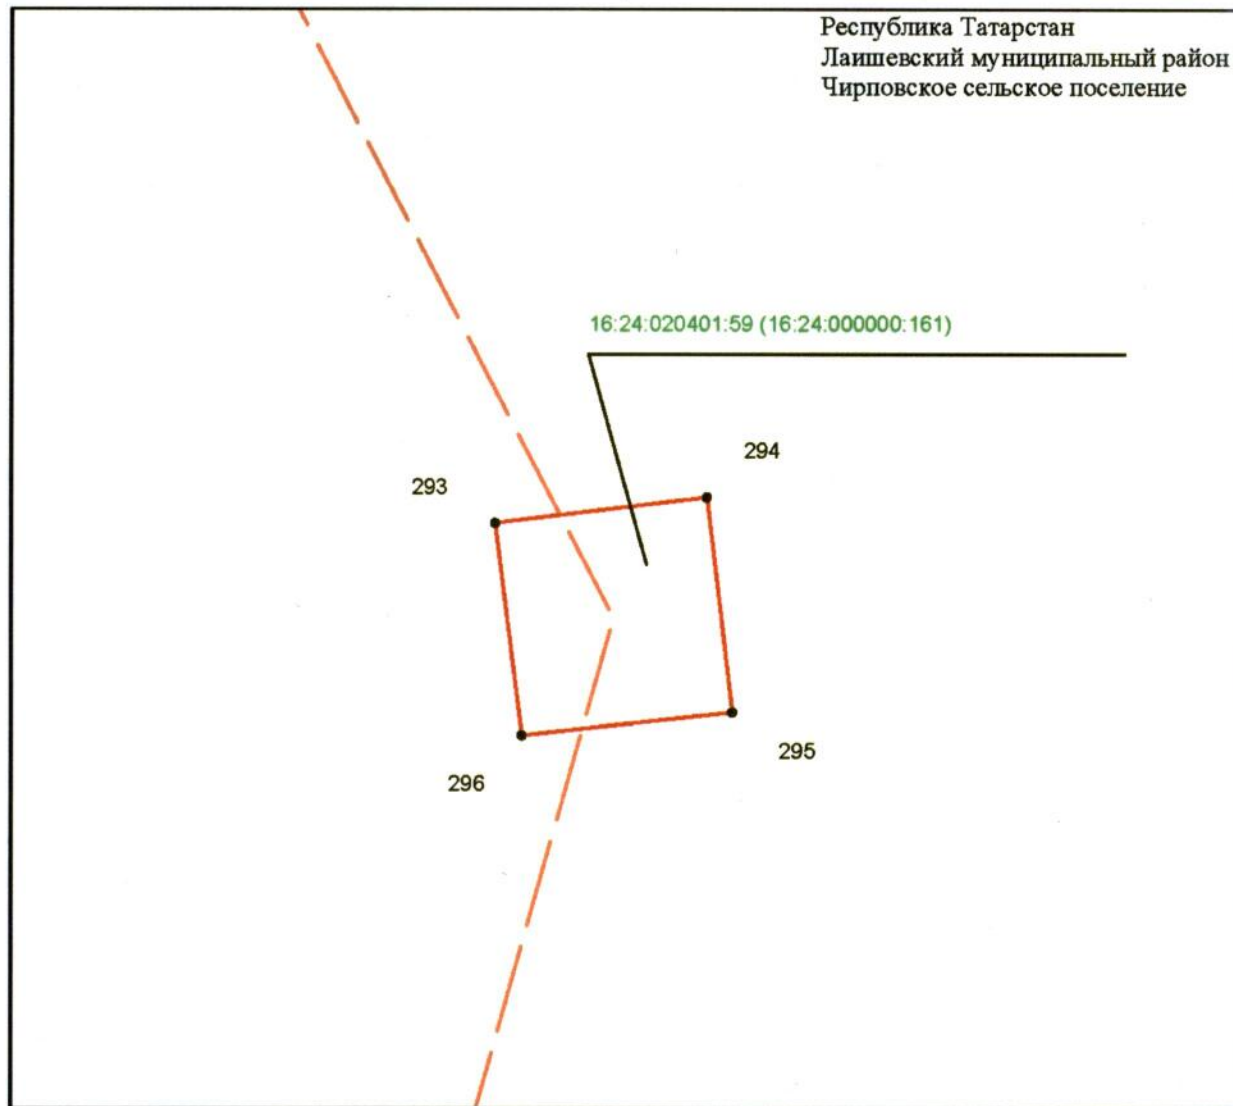 Республика Татарстан
Лаишевский муниципальный район
Чирповское сельское поселение
16:24:020401:59 (16:24:000000:161)
294
293
295
296